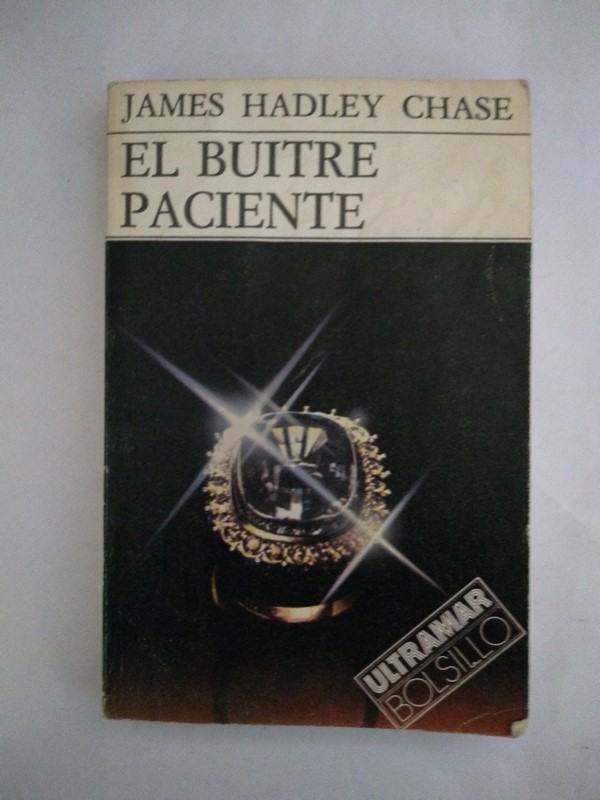 JAMES HADLEY CHASE
EL BUITRE
PACIENTE
ULTRAMAR
BOLSILLO